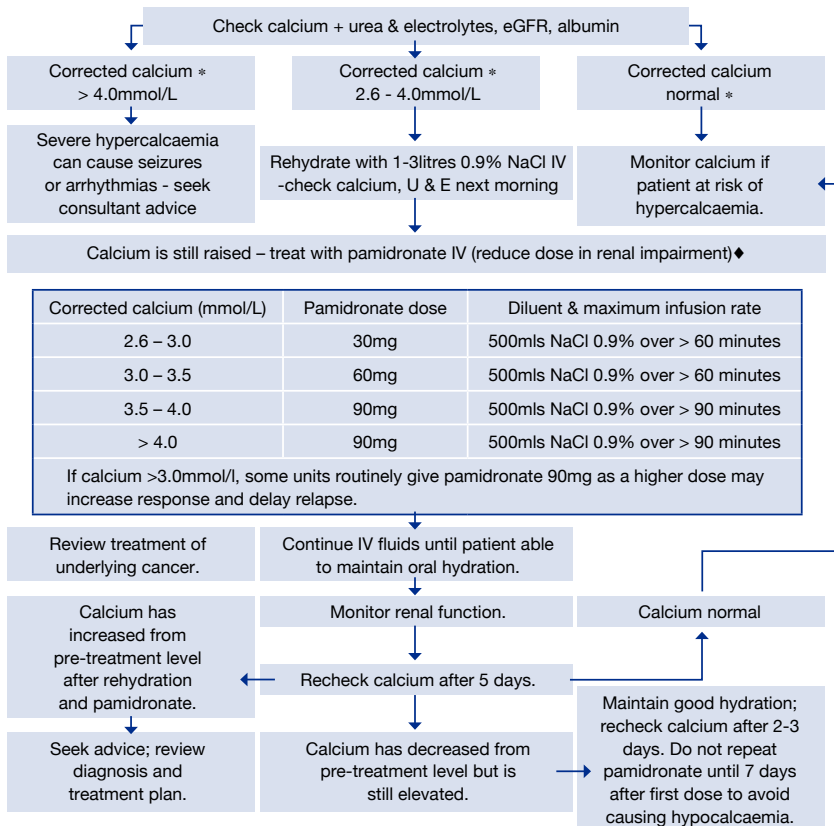 Check calcium + urea & electrolytes, eGFR, albumin
Corrected calcium *
> 4.0mmol/L
Corrected calcium *
2.6 - 4.0mmol/L
Corrected calcium
normal *
Severe hypercalcaemia
can cause seizures
or arrhythmias - seek
consultant advice
Rehydrate with 1-3litres 0.9% NaCl IV
-check calcium, U & E next morning
Monitor calcium if
patient at risk of
hypercalcaemia.
Calcium is still raised – treat with pamidronate IV (reduce dose in renal impairment)♦
Corrected calcium (mmol/L) Pamidronate dose Diluent & maximum infusion rate
2.6 – 3.0 30mg 500mls NaCl 0.9% over > 60 minutes
3.0 – 3.5 60mg 500mls NaCl 0.9% over > 60 minutes
3.5 – 4.0 90mg 500mls NaCl 0.9% over > 90 minutes
> 4.0 90mg 500mls NaCl 0.9% over > 90 minutes
If calcium >3.0mmol/l, some units routinely give pamidronate 90mg as a higher dose may
increase response and delay relapse.
Review treatment of
underlying cancer.
Continue IV fluids until patient able
to maintain oral hydration.
Calcium has
increased from
pre-treatment level
after rehydration
and pamidronate.
Monitor renal function.
Calcium normal
Recheck calcium after 5 days.
Seek advice; review
diagnosis and
treatment plan.
Calcium has decreased from
pre-treatment level but is
still elevated.
Maintain good hydration;
recheck calcium after 2-3
days. Do not repeat
pamidronate until 7 days
after first dose to avoid
causing hypocalcaemia.